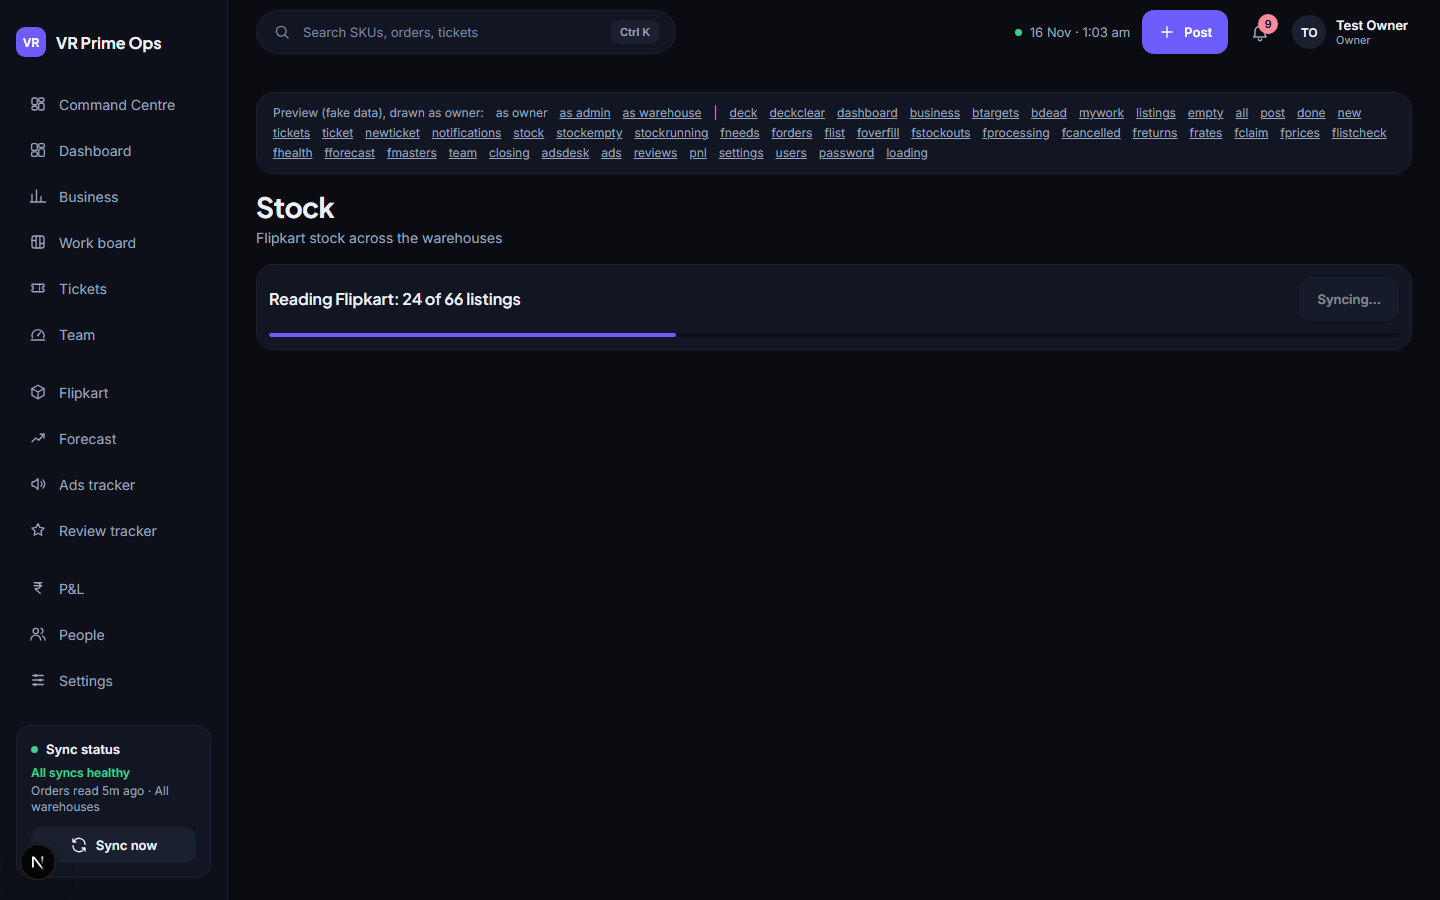 VR VR Prime Ops
Command Centre
Dashboard
Business
Work board
Tickets
Team
Flipkart
Forecast
Ads tracker
Review tracker
P&L
People
Settings
Sync status
All syncs healthy
Orders read 5m ago · All
warehouses
Sync now
N
Search SKUs, orders, tickets Ctrl K
16 Nov · 1:03 am
+ Post
9
TO
Test Owner
Owner
Preview (fake data), drawn as owner: as owner as admin as warehouse | deck deckclear dashboard business btargets bdead mywork listings empty all post done new
tickets ticket newticket notifications stock stockempty stockrunning fneeds forders flist foverfill fstockouts fprocessing fcancelled freturns frates fclaim fprices flistcheck
fhealth fforecast fmasters team closing adsdesk ads reviews pnl settings users password loading
Stock
Flipkart stock across the warehouses
Reading Flipkart: 24 of 66 listings
Syncing...